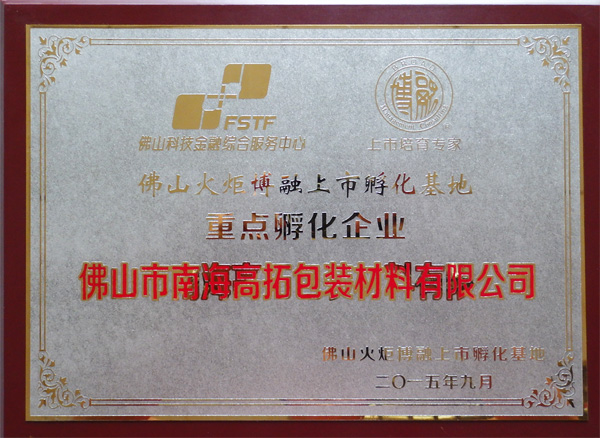 FSTF
佛山科技金融综合服务中心
博融
上市培育专家
佛山火炬博融上市孵化基地
重点孵化企业
佛山市南海高拓包装材料有限公司
佛山火炬博融上市孵化基地
二〇一五年九月